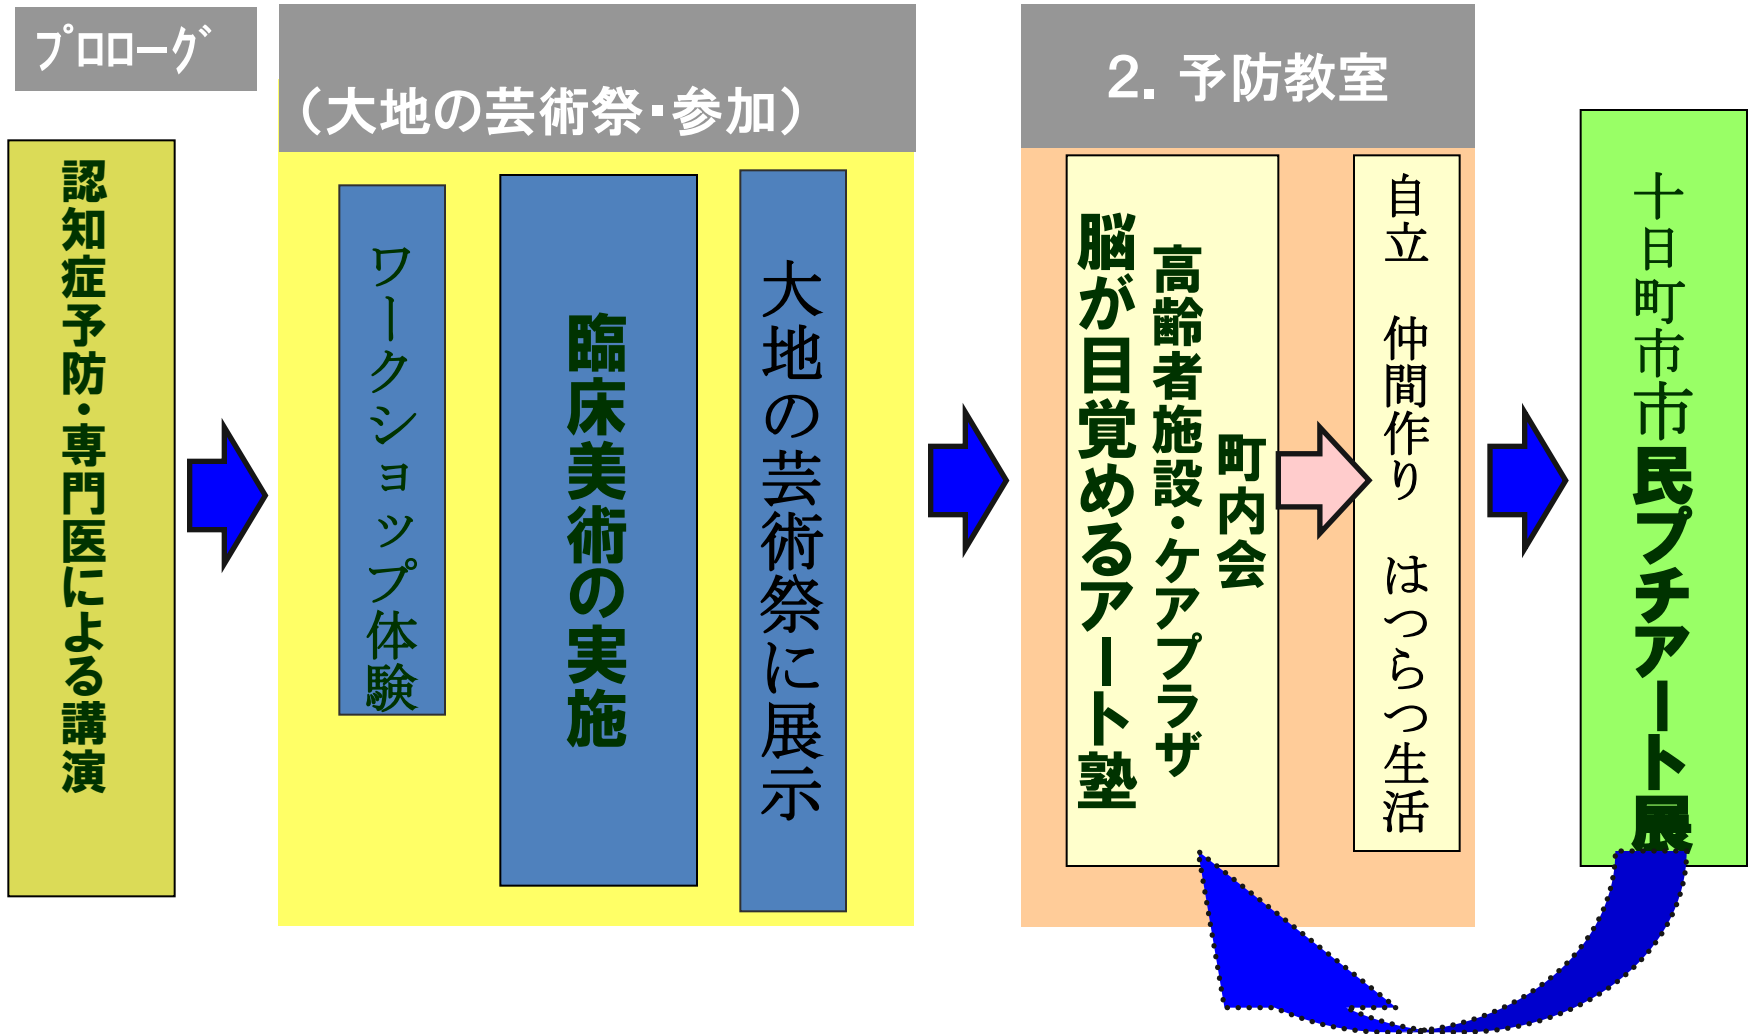 プロローグ
認知症予防・専門医による講演
（大地の芸術祭・参加）
ワークショップ体験
臨床美術の実施
大地の芸術祭に展示
2. 予防教室
町内会
高齢者施設・ケアプラザ
脳が目覚めるアート塾
自立　仲間作り　はつらつ生活
十日町市市民プチアート展